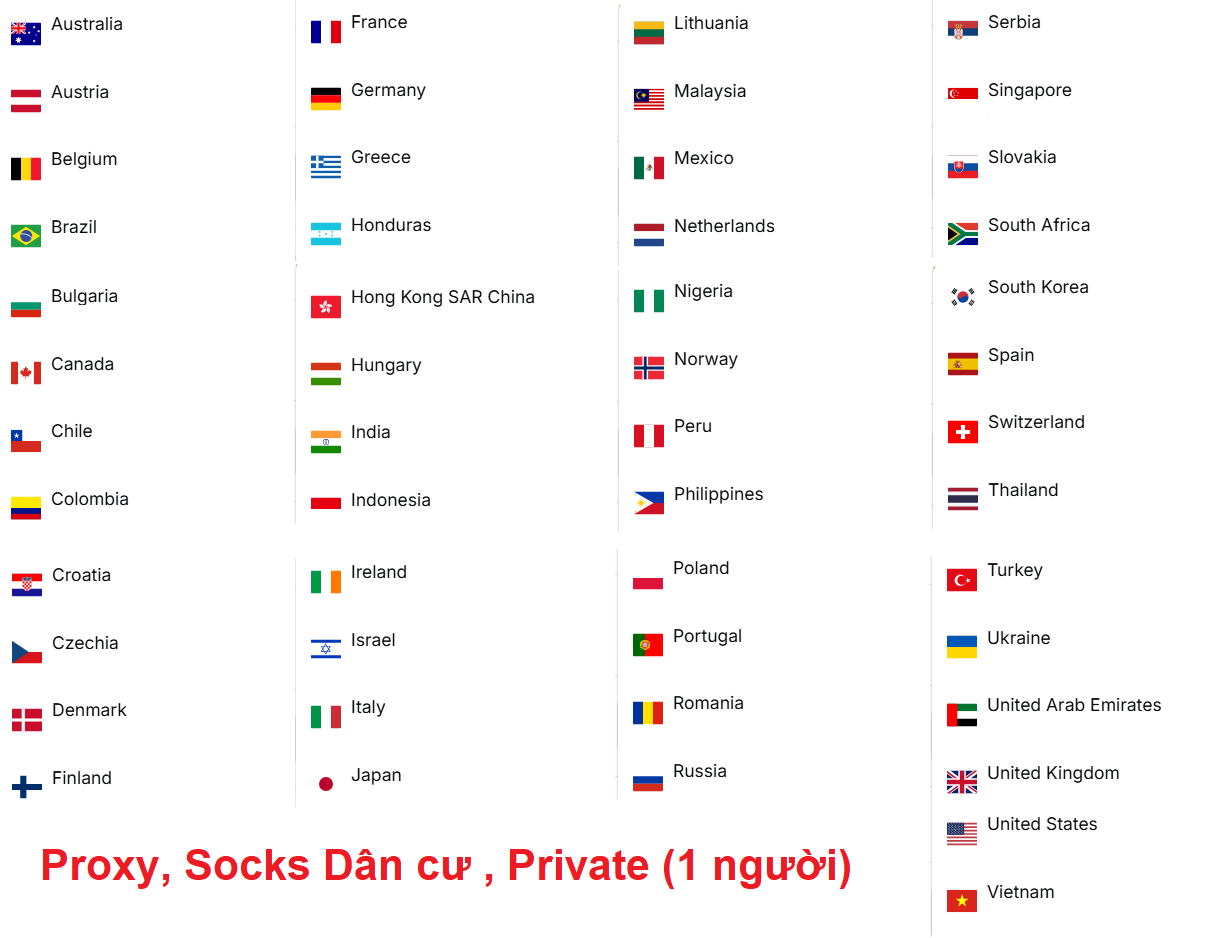 Australia
Austria
Belgium
Brazil
Bulgaria
Canada
Chile
Colombia
Croatia
Czechia
Denmark
Finland
France
Germany
Greece
Honduras
Hong Kong SAR China
Hungary
India
Indonesia
Ireland
Israel
Italy
Japan
Lithuania
Malaysia
Mexico
Netherlands
Nigeria
Norway
Peru
Philippines
Poland
Portugal
Romania
Russia
Serbia
Singapore
Slovakia
South Africa
South Korea
Spain
Switzerland
Thailand
Turkey
Ukraine
United Arab Emirates
United Kingdom
United States
Vietnam
Proxy, Socks Dân cư , Private (1 người)